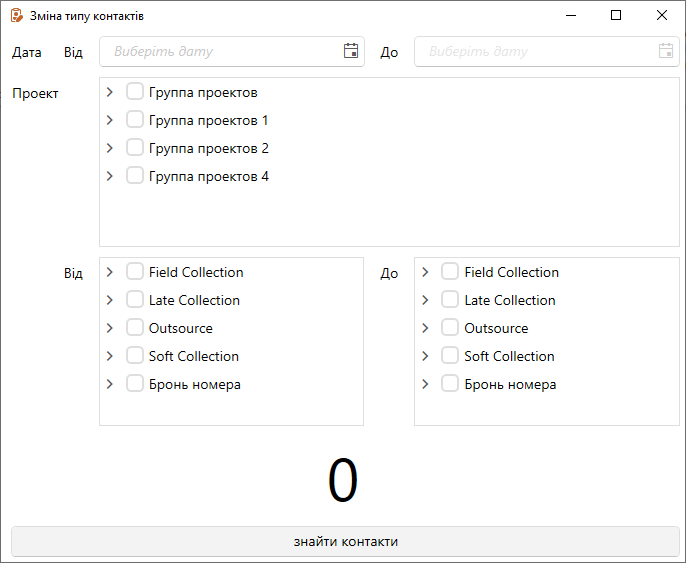 Зміна типу контактів
Дата Від Виберіть дату До Виберіть дату
Проект
Группа проектов
Группа проектов 1
Группа проектов 2
Группа проектов 4
Від
Field Collection
Late Collection
Outsource
Soft Collection
Бронь номера
До
Field Collection
Late Collection
Outsource
Soft Collection
Бронь номера
0
знайти контакти